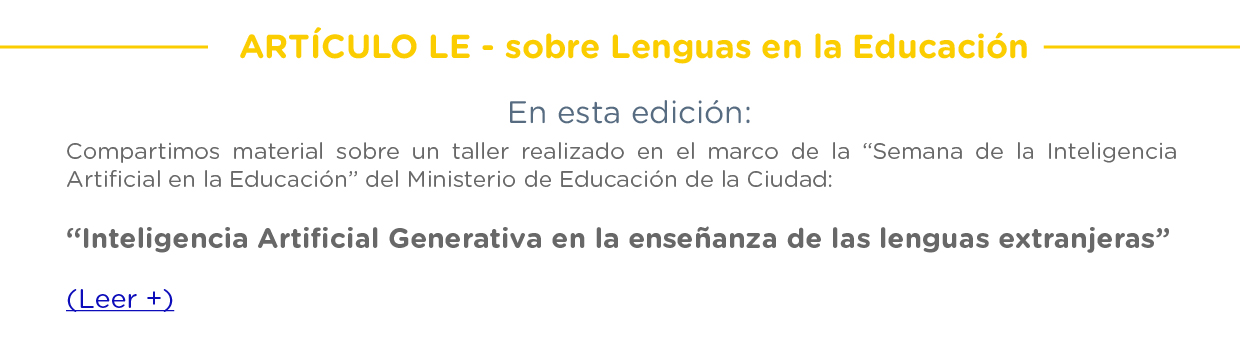 ARTÍCULO LE - sobre Lenguas en la Educación
En esta edición:
Compartimos material sobre un taller realizado en el marco de la “Semana de la Inteligencia
Artificial en la Educación” del Ministerio de Educación de la Ciudad:
“Inteligencia Artificial Generativa en la enseñanza de las lenguas extranjeras”
(Leer +)